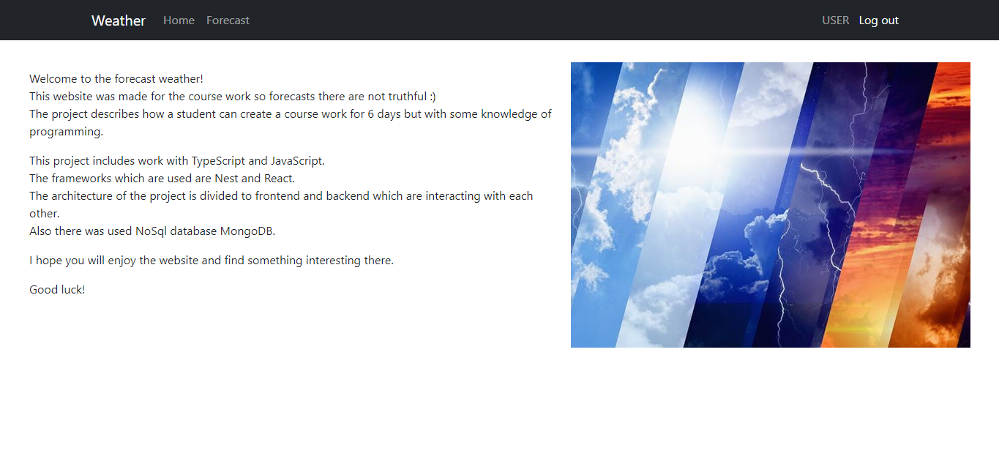 Weather Home Forecast USER Log out
Welcome to the forecast weather!
This website was made for the course work so forecasts there are not truthful :)
The project describes how a student can create a course work for 6 days but with some knowledge of
programming.
This project includes work with TypeScript and JavaScript.
The frameworks which are used are Nest and React.
The architecture of the project is divided to frontend and backend which are interacting with each
other.
Also there was used NoSql database MongoDB.
I hope you will enjoy the website and find something interesting there.
Good luck!